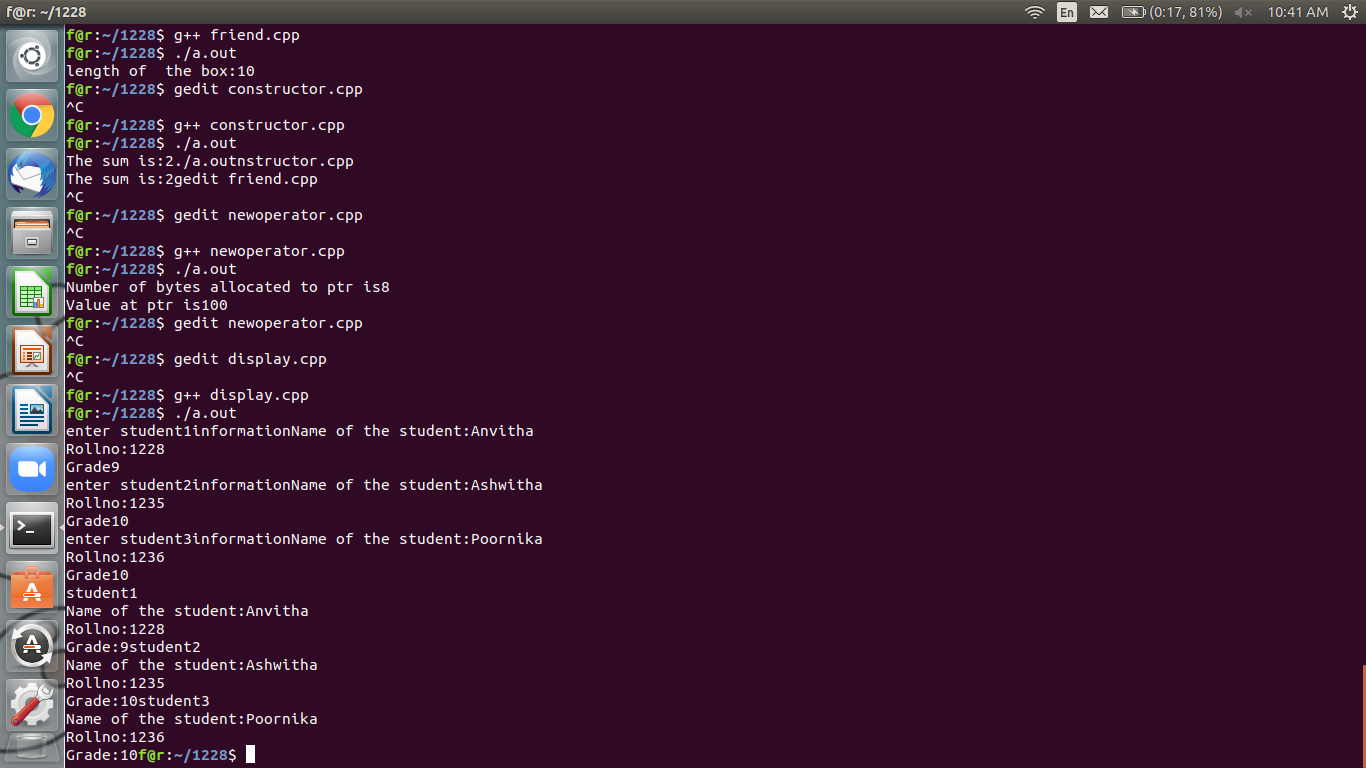 f@r: ~/1228
En
(0:17, 81%)
10:41 AM
f@r:~/1228$ g++ friend.cpp
f@r:~/1228$ ./a.out
length of  the box:10
f@r:~/1228$ gedit constructor.cpp
^C
f@r:~/1228$ g++ constructor.cpp
f@r:~/1228$ ./a.out
The sum is:2./a.outnstructor.cpp
The sum is:2gedit friend.cpp
^C
f@r:~/1228$ gedit newoperator.cpp
^C
f@r:~/1228$ g++ newoperator.cpp
f@r:~/1228$ ./a.out
Number of bytes allocated to ptr is8
Value at ptr is100
f@r:~/1228$ gedit newoperator.cpp
^C
f@r:~/1228$ gedit display.cpp
^C
f@r:~/1228$ g++ display.cpp
f@r:~/1228$ ./a.out
enter student1informationName of the student:Anvitha
Rollno:1228
Grade9
enter student2informationName of the student:Ashwitha
Rollno:1235
Grade10
enter student3informationName of the student:Poornika
Rollno:1236
Grade10
student1
Name of the student:Anvitha
Rollno:1228
Grade:9student2
Name of the student:Ashwitha
Rollno:1235
Grade:10student3
Name of the student:Poornika
Rollno:1236
Grade:10f@r:~/1228$